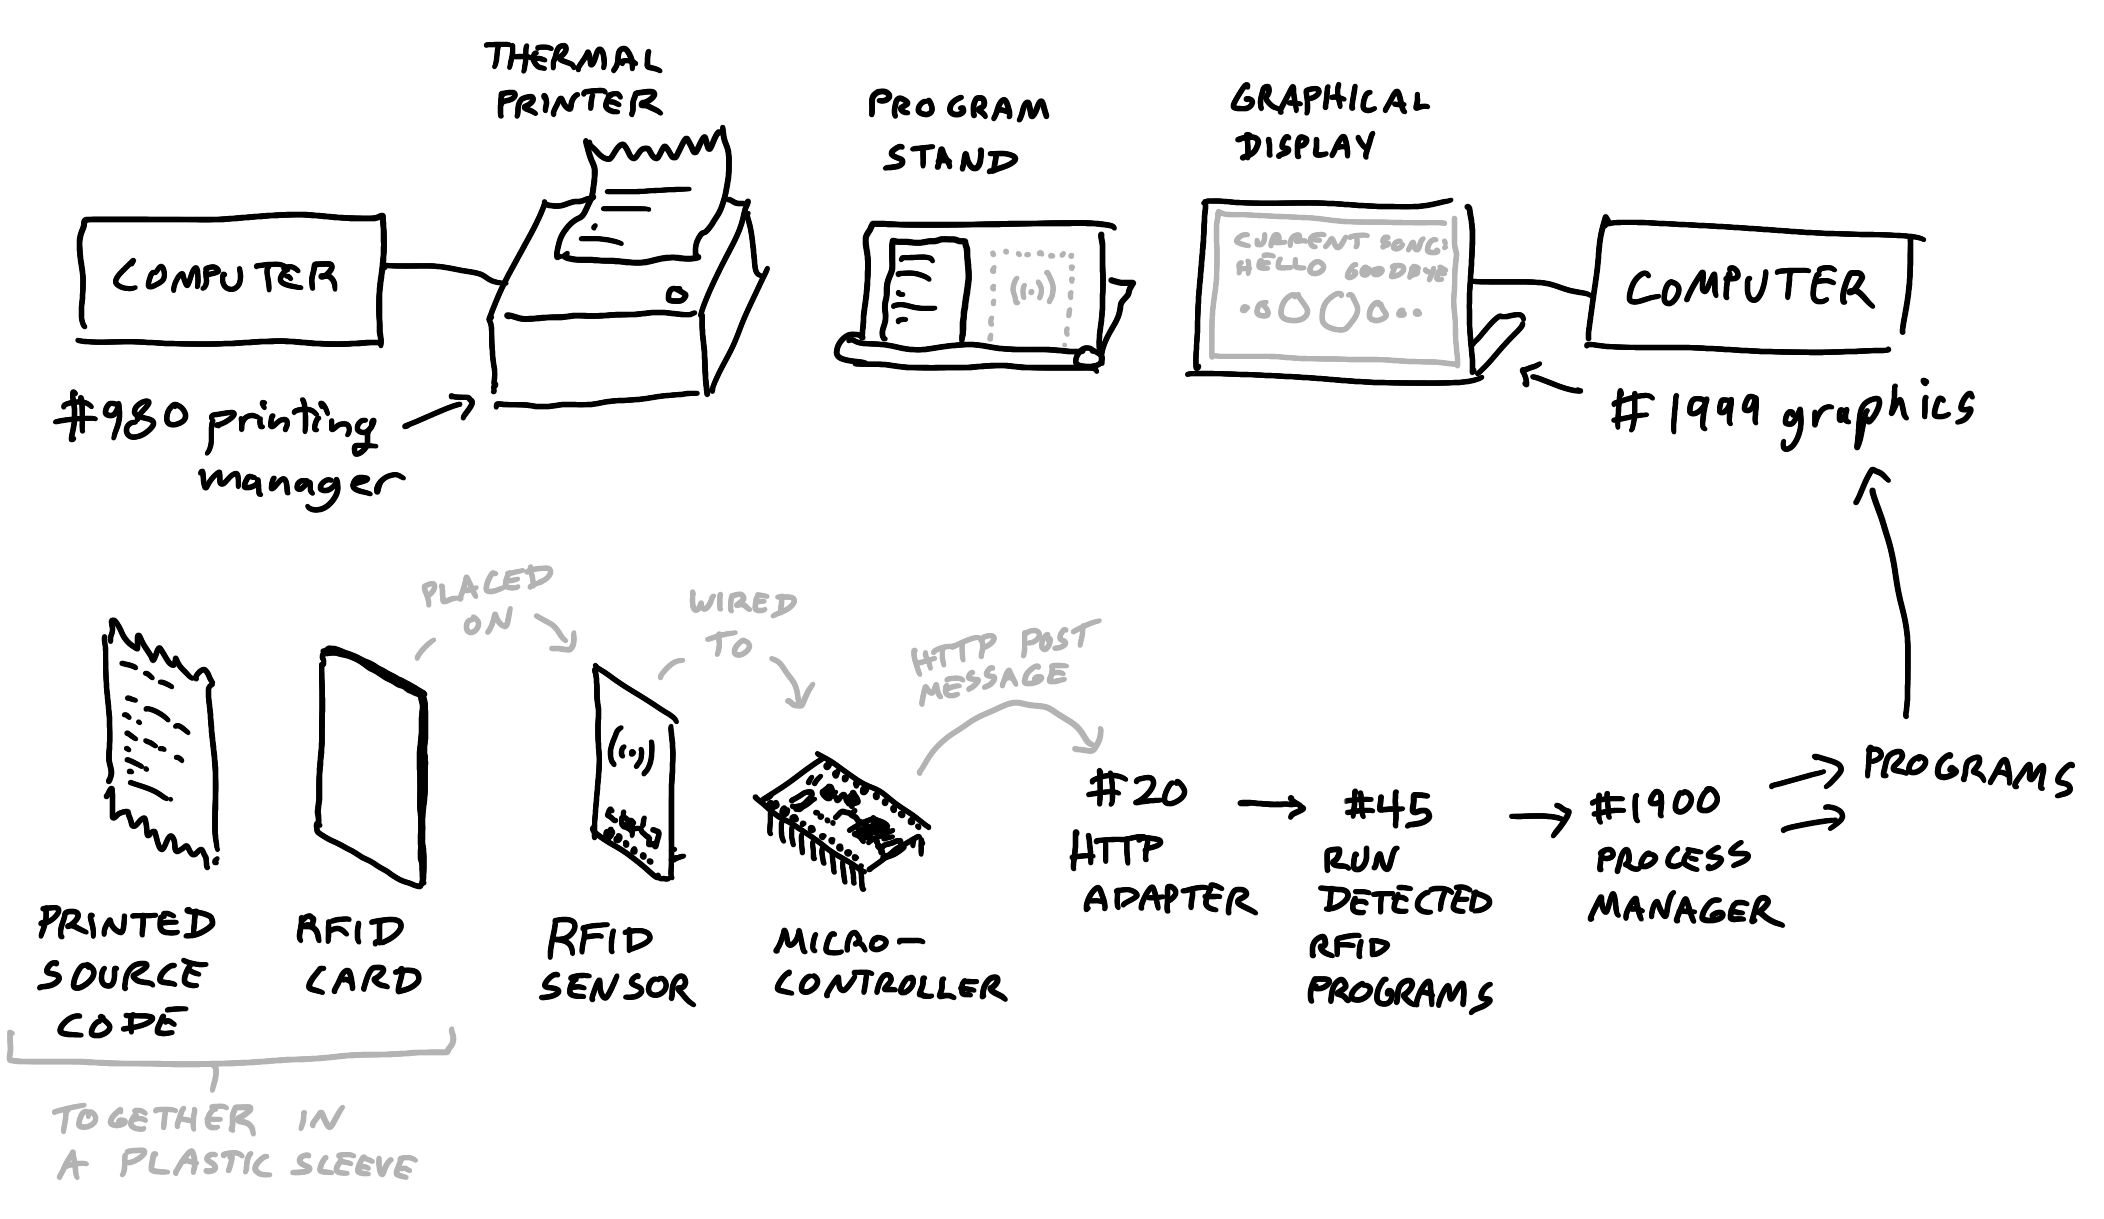 THERMAL
PRINTER
PROGRAM
STAND
GRAPHICAL
DISPLAY
COMPUTER
CURRENT SONG:
HELLO GOODBYE
COMPUTER
#980 printing
manager
#1999 graphics
PLACED
ON
WIRED
TO
HTTP POST
MESSAGE
PRINTED
SOURCE
CODE
RFID
CARD
RFID
SENSOR
MICRO-
CONTROLLER
#20
HTTP
ADAPTER
#45
RUN
DETECTED
RFID
PROGRAMS
#1900
PROCESS
MANAGER
PROGRAMS
TOGETHER IN
A PLASTIC SLEEVE